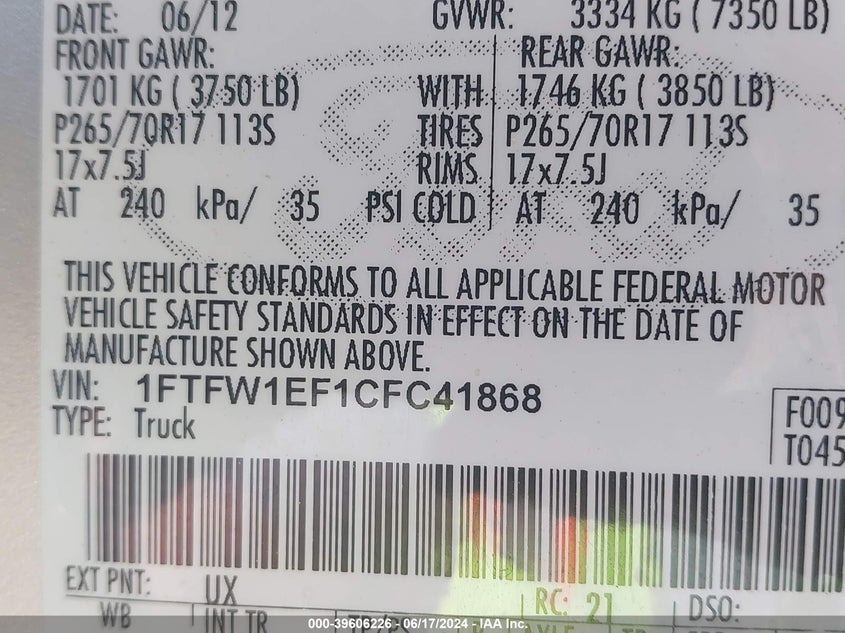 DATE: 06/12 GVWR: 3334 KG ( 7350 LB)
FRONT GAWR: REAR GAWR:
1701 KG ( 3750 LB) WITH 1746 KG ( 3850 LB)
P265/70R17 113S TIRES P265/70R17 113S
17x7.5J RIMS 17x7.5J
AT 240 kPa/ 35 PSI COLD AT 240 kPa/ 35
THIS VEHICLE CONFORMS TO ALL APPLICABLE FEDERAL MOTOR
VEHICLE SAFETY STANDARDS IN EFFECT ON THE DATE OF
MANUFACTURE SHOWN ABOVE.
VIN: 1FTFW1EF1CFC41868
F009
TYPE: Truck
T045
EXT PNT: UX RC: 21 DSO:
WB INT TR
000-39606226 - 06/17/2024 - IAA Inc.